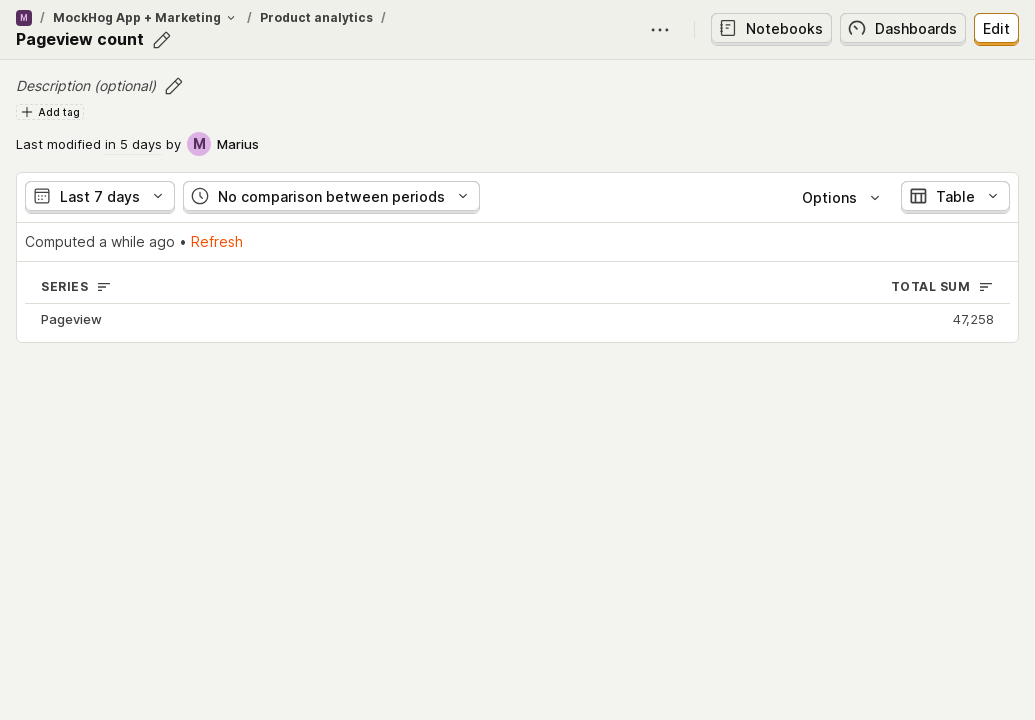 M / MockHog App + Marketing / Product analytics /
Pageview count
Notebooks
Dashboards
Edit
Description (optional)
Add tag
Last modified in 5 days by M Marius
Last 7 days
No comparison between periods
Options
Table
Computed a while ago • Refresh
SERIES
TOTAL SUM
Pageview
47,258